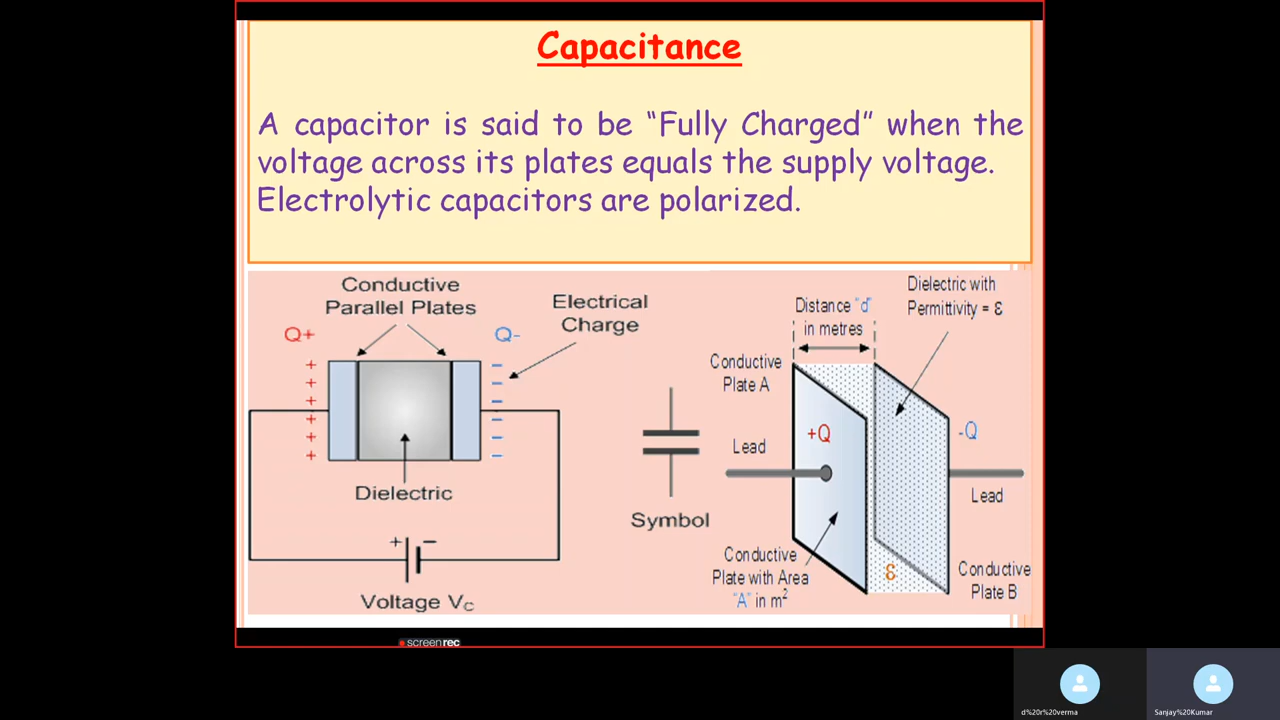 Capacitance
A capacitor is said to be “Fully Charged” when the
voltage across its plates equals the supply voltage.
Electrolytic capacitors are polarized.
Conductive
Parallel Plates
Electrical
Charge
Q+
Q-
Dielectric
+ –
Voltage VC
Symbol
Distance "d"
in metres
Dielectric with
Permittivity = ε
Conductive
Plate A
+Q
-Q
Lead
Lead
Conductive
Plate with Area
"A" in m²
ε
Conductive
Plate B
screenrec
d%20r%20verma
Sanjay%20Kumar